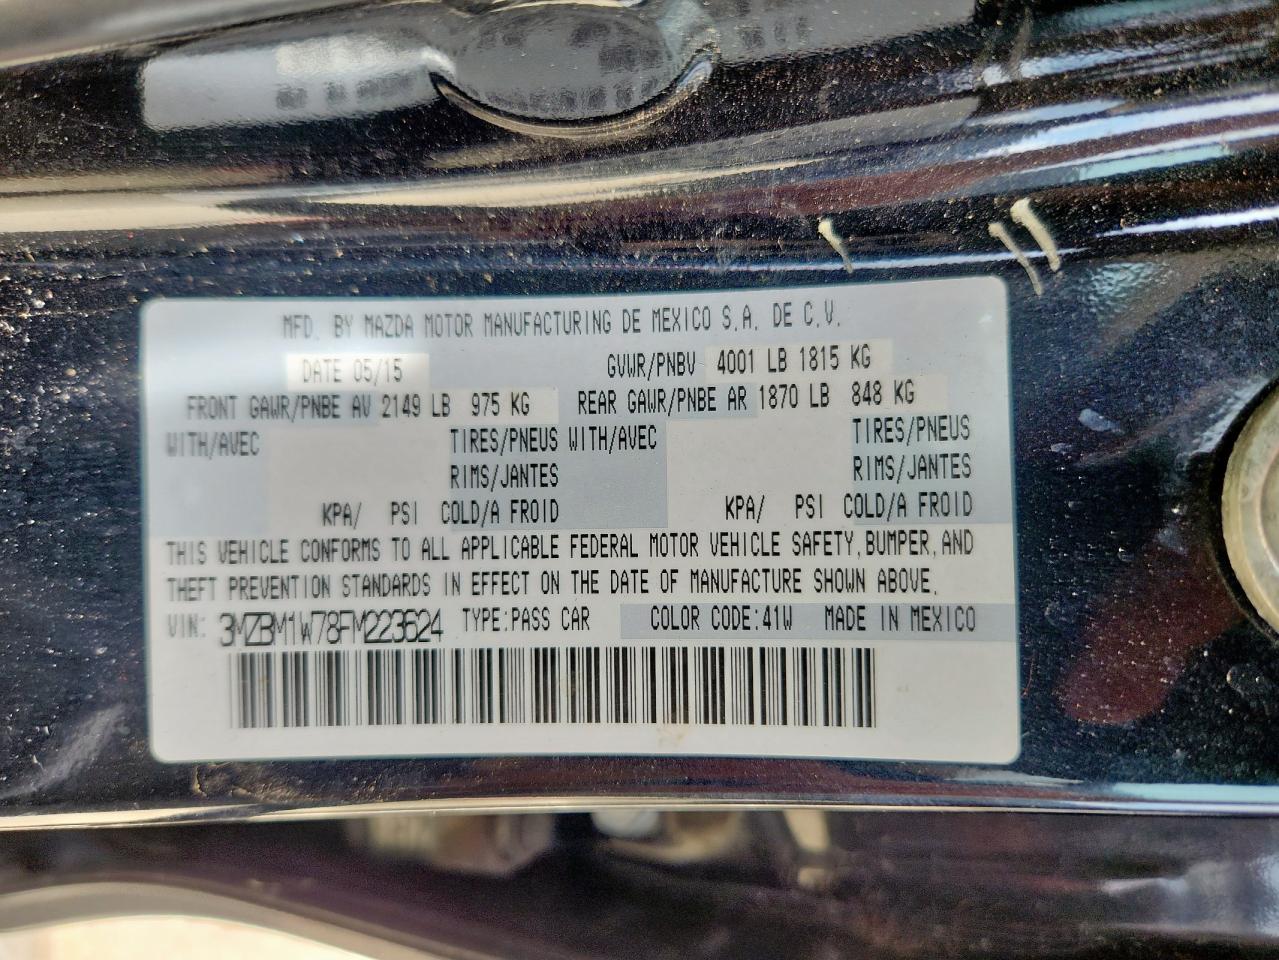 MFD. BY MAZDA MOTOR MANUFACTURING DE MEXICO S.A. DE C.V.
DATE 05/15 GVWR/PNBV 4001 LB 1815 KG
FRONT GAWR/PNBE AV 2149 LB 975 KG REAR GAWR/PNBE AR 1870 LB 848 KG
WITH/AVEC TIRES/PNEUS WITH/AVEC TIRES/PNEUS
RIMS/JANTES RIMS/JANTES
KPA/ PSI COLD/A FROID KPA/ PSI COLD/A FROID
THIS VEHICLE CONFORMS TO ALL APPLICABLE FEDERAL MOTOR VEHICLE SAFETY, BUMPER, AND
THEFT PREVENTION STANDARDS IN EFFECT ON THE DATE OF MANUFACTURE SHOWN ABOVE.
VIN: 3MZBM1W78FM223624 TYPE:PASS CAR COLOR CODE:41W MADE IN MEXICO